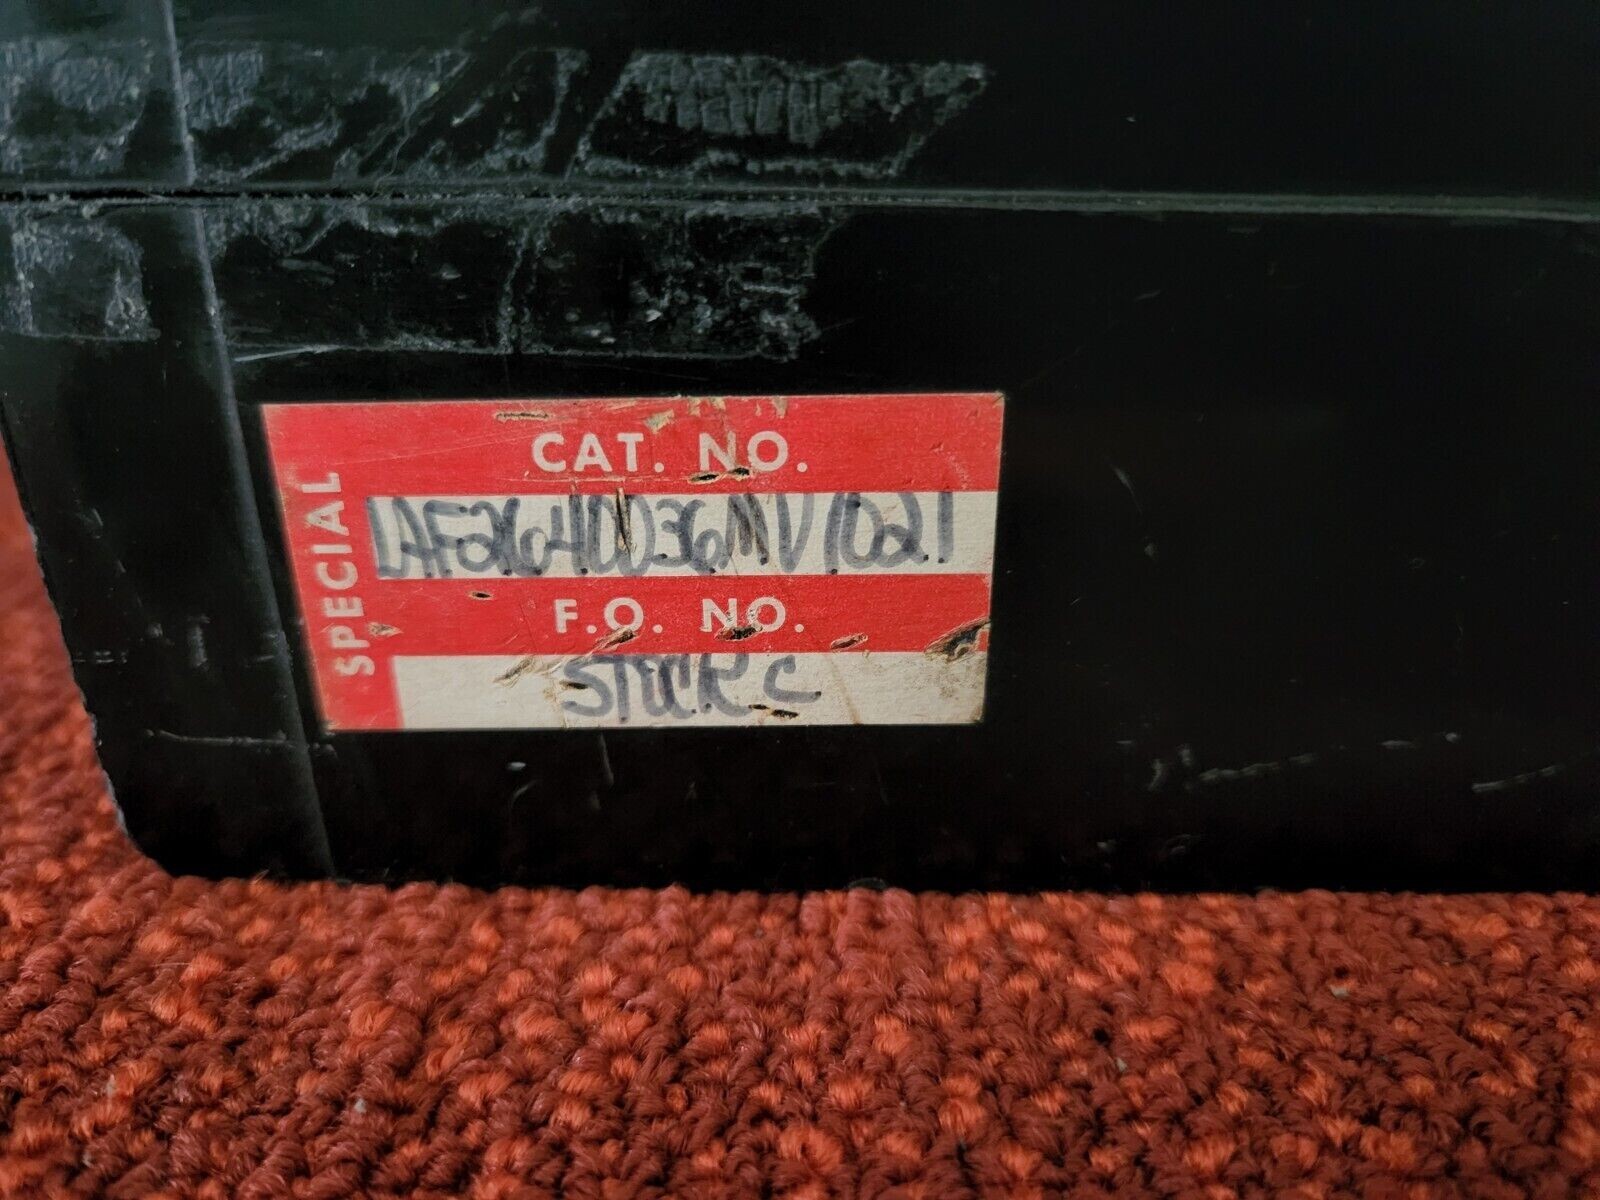 SPECIAL
CAT. NO.
LAF2640036MV1021
F.O. NO.
STOCK C